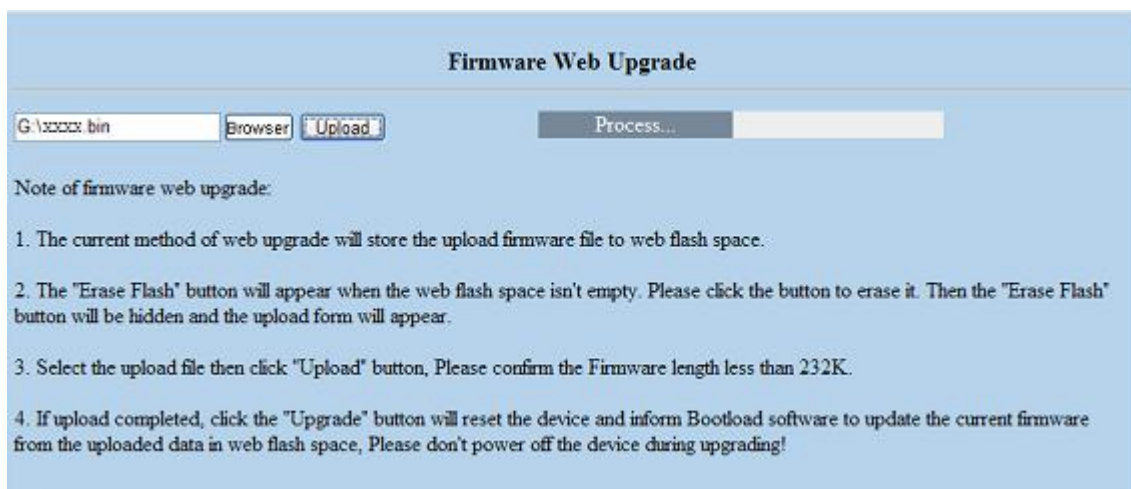 Firmware Web Upgrade
G:\xxxx.bin Browser Upload Process...
Note of firmware web upgrade:
1. The current method of web upgrade will store the upload firmware file to web flash space.
2. The "Erase Flash" button will appear when the web flash space isn't empty. Please click the button to erase it. Then the "Erase Flash"
button will be hidden and the upload form will appear.
3. Select the upload file then click "Upload" button, Please confirm the Firmware length less than 232K.
4. If upload completed, click the "Upgrade" button will reset the device and inform Bootload software to update the current firmware
from the uploaded data in web flash space, Please don't power off the device during upgrading!